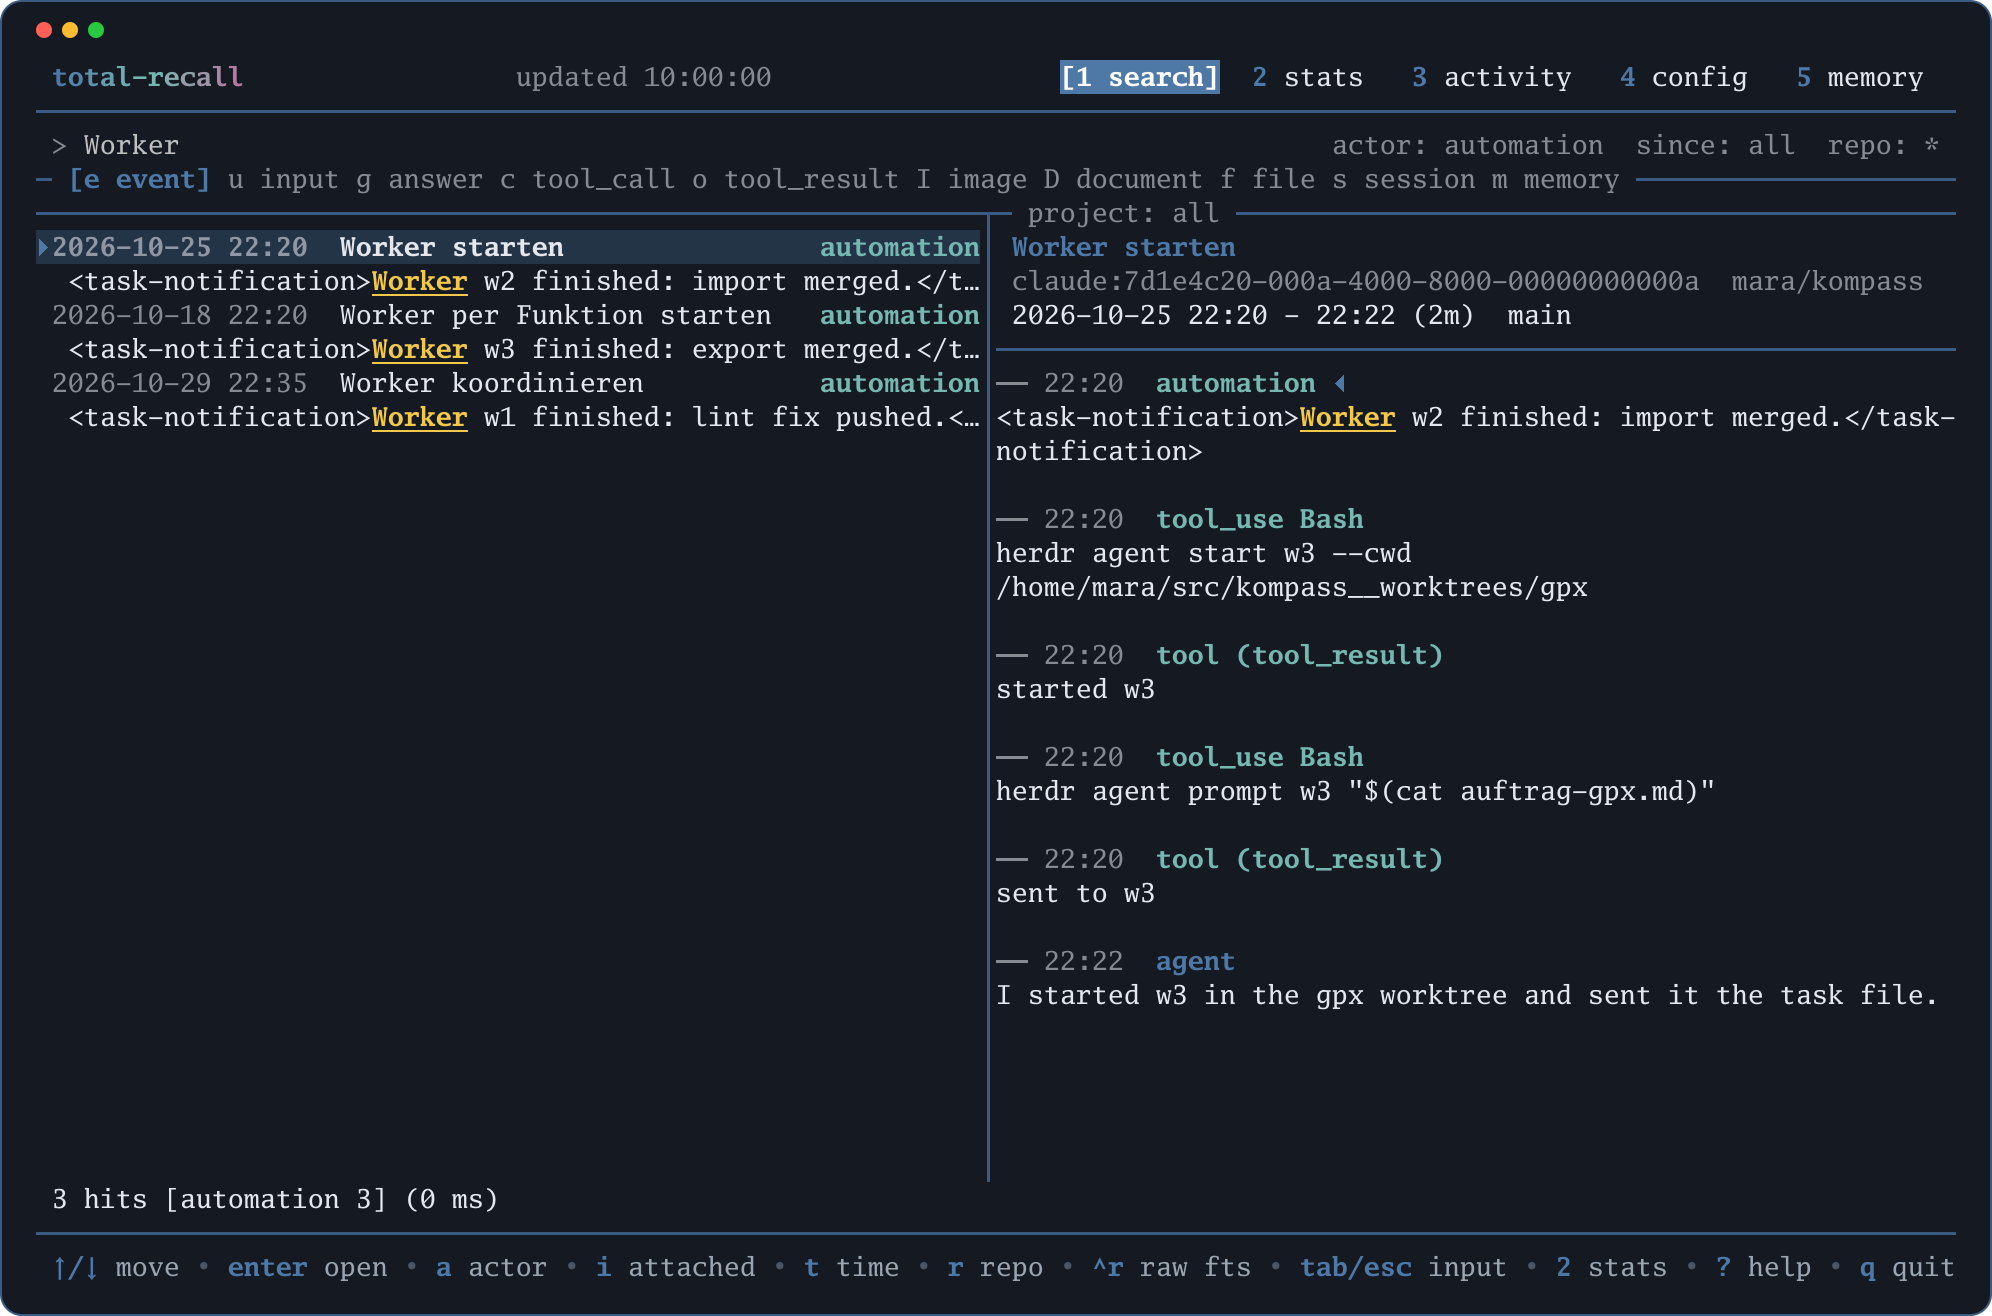 total-recall updated 10:00:00 [1 search] 2 stats 3 activity 4 config 5 memory
> Worker actor: automation since: all repo: *
[e event] u input g answer c tool_call o tool_result I image D document f file s session m memory
project: all
2026-10-25 22:20 Worker starten automation
<task-notification>Worker w2 finished: import merged.</t…
2026-10-18 22:20 Worker per Funktion starten automation
<task-notification>Worker w3 finished: export merged.</t…
2026-10-29 22:35 Worker koordinieren automation
<task-notification>Worker w1 finished: lint fix pushed.<…
3 hits [automation 3] (0 ms)
Worker starten
claude:7d1e4c20-000a-4000-8000-00000000000a mara/kompass
2026-10-25 22:20 – 22:22 (2m) main
—— 22:20 automation
<task-notification>Worker w2 finished: import merged.</task-
notification>
—— 22:20 tool_use Bash
herdr agent start w3 --cwd
/home/mara/src/kompass__worktrees/gpx
—— 22:20 tool (tool_result)
started w3
—— 22:20 tool_use Bash
herdr agent prompt w3 "$(cat auftrag-gpx.md)"
—— 22:20 tool (tool_result)
sent to w3
—— 22:22 agent
I started w3 in the gpx worktree and sent it the task file.
↑/↓ move • enter open • a actor • i attached • t time • r repo • ^r raw fts • tab/esc input • 2 stats • ? help • q quit